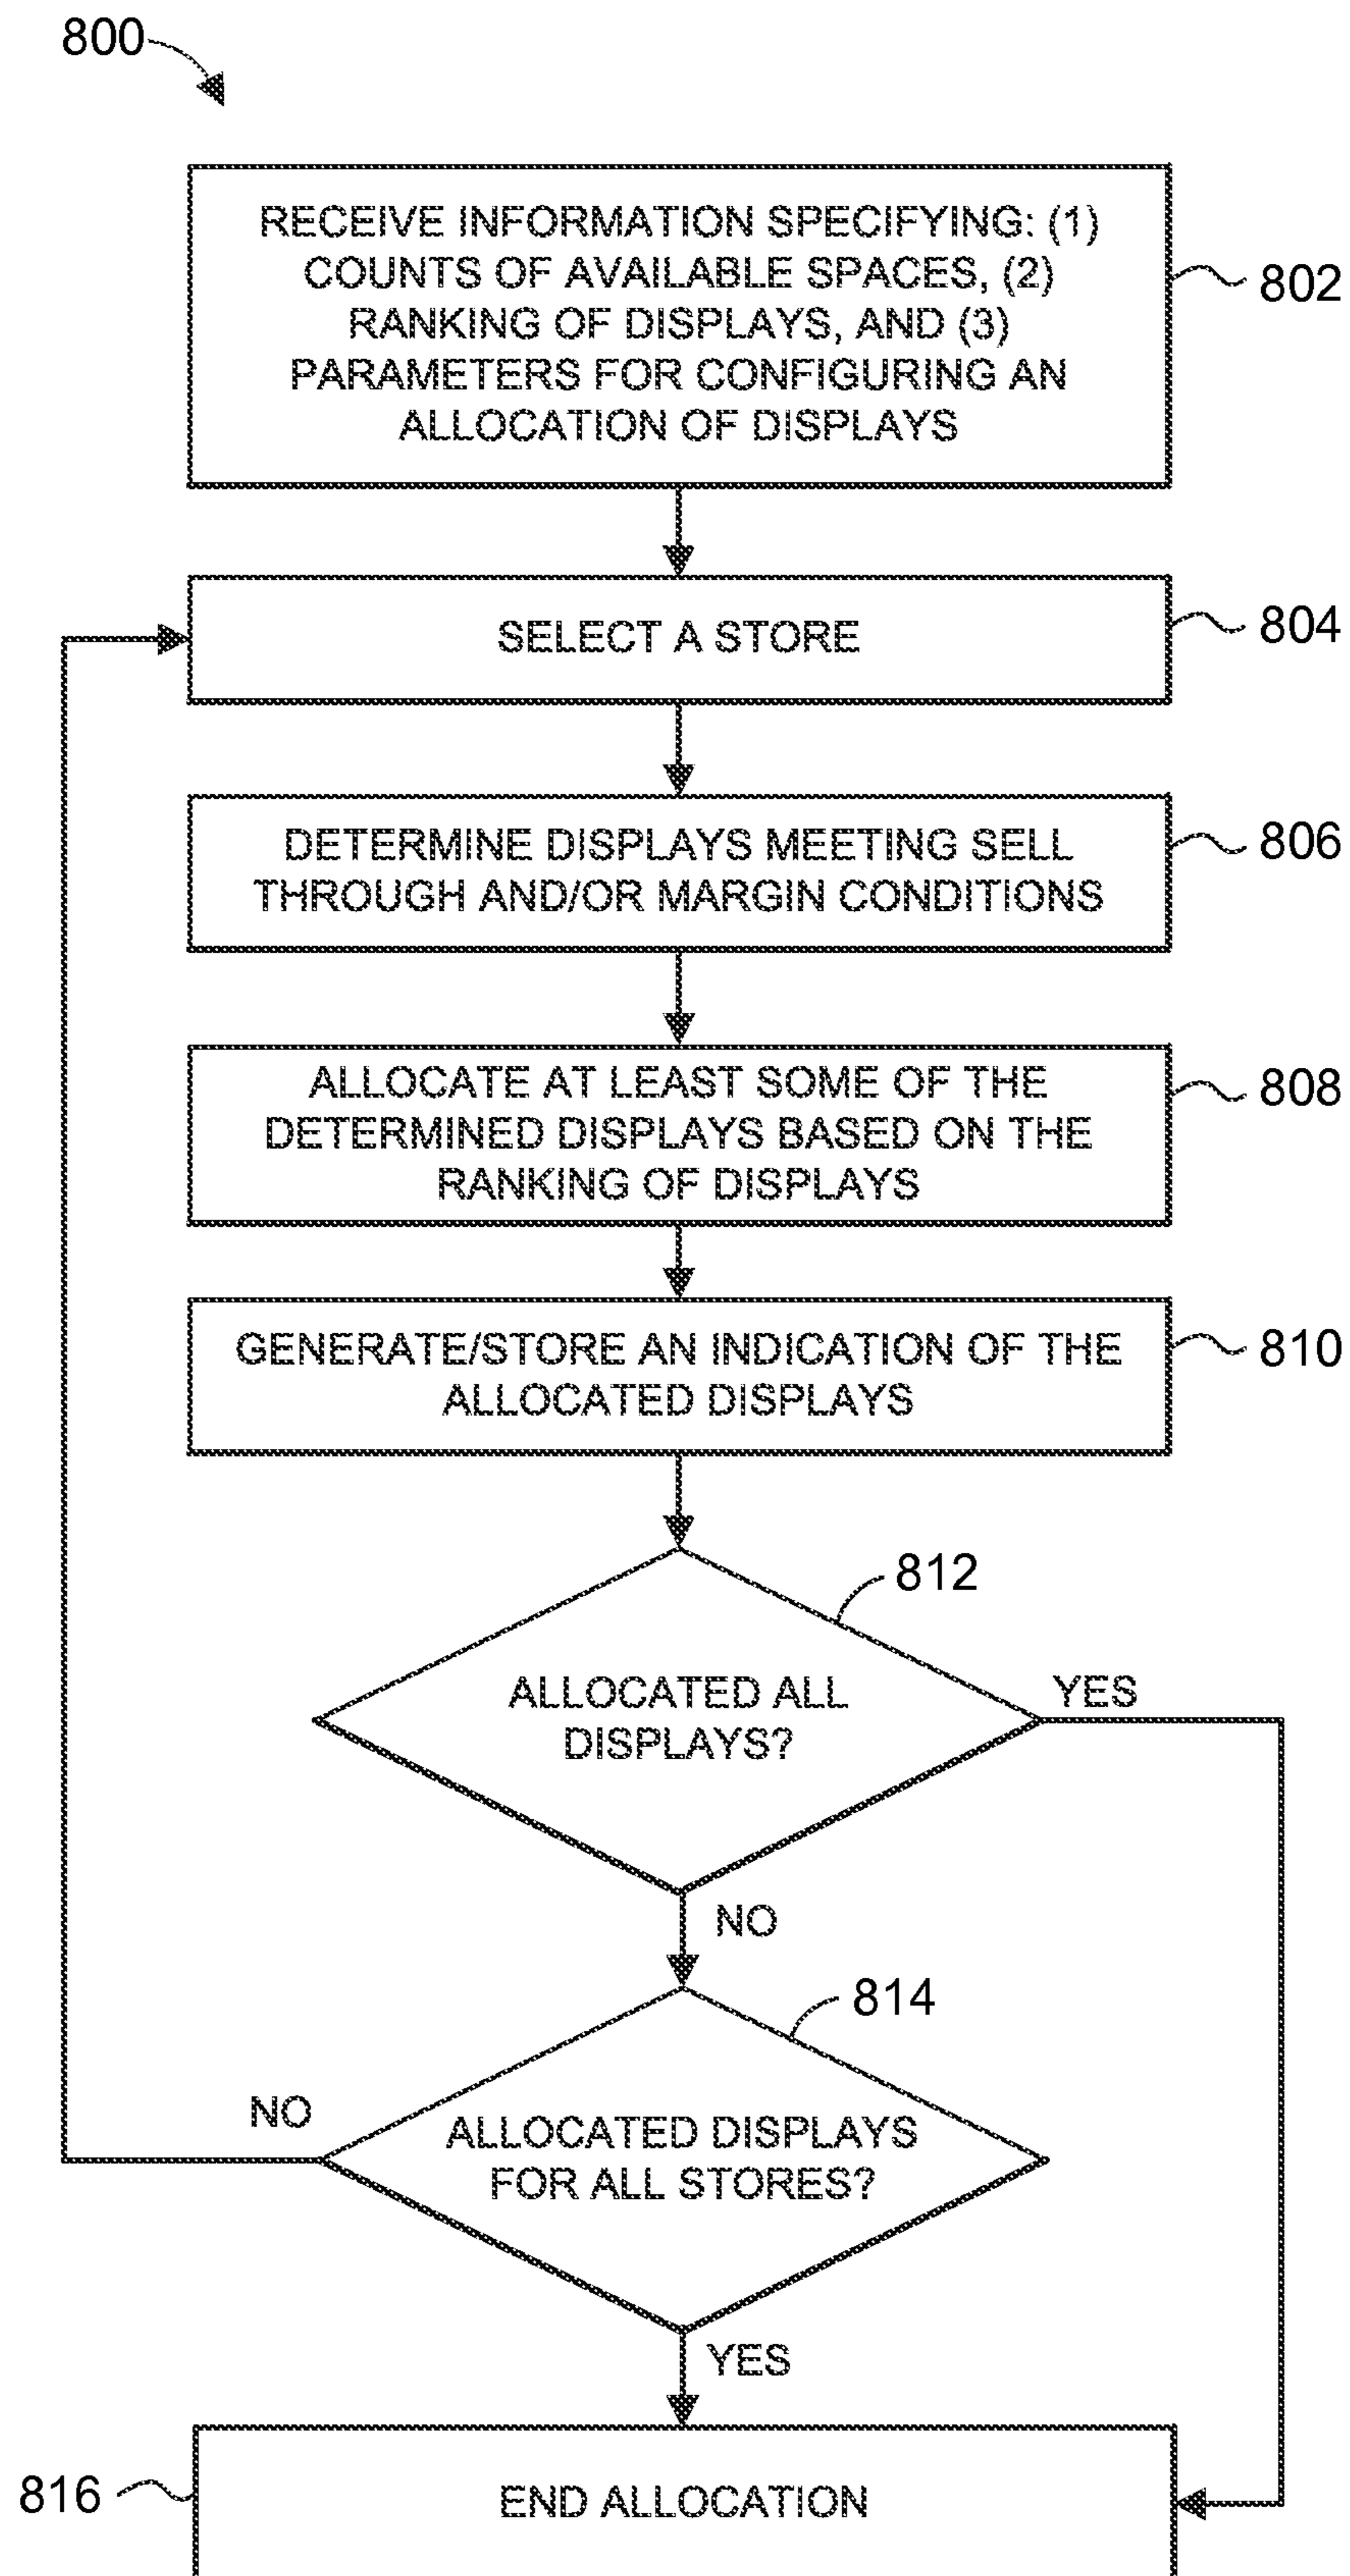 800
RECEIVE INFORMATION SPECIFYING: (1)
COUNTS OF AVAILABLE SPACES, (2)
RANKING OF DISPLAYS, AND (3)
PARAMETERS FOR CONFIGURING AN
ALLOCATION OF DISPLAYS
802
SELECT A STORE
804
DETERMINE DISPLAYS MEETING SELL
THROUGH AND/OR MARGIN CONDITIONS
806
ALLOCATE AT LEAST SOME OF THE
DETERMINED DISPLAYS BASED ON THE
RANKING OF DISPLAYS
808
GENERATE/STORE AN INDICATION OF THE
ALLOCATED DISPLAYS
810
812
ALLOCATED ALL
DISPLAYS?
YES
NO
814
NO
ALLOCATED DISPLAYS
FOR ALL STORES?
YES
816
END ALLOCATION